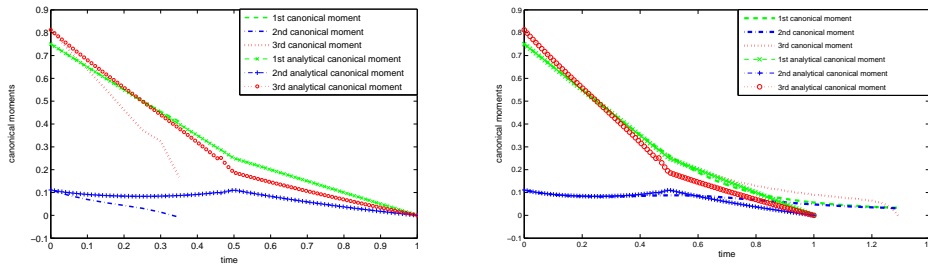 0.9
0.8
0.7
0.6
0.5
0.4
0.3
0.2
0.1
0
−0.1
canonical moments
0 0.1 0.2 0.3 0.4 0.5 0.6 0.7 0.8 0.9 1
time
1st canonical moment
2nd canonical moment
3rd canonical moment
1st analytical canonical moment
2nd analytical canonical moment
3rd analytical canonical moment
0.9
0.8
0.7
0.6
0.5
0.4
0.3
0.2
0.1
0
−0.1
canonical moments
0 0.2 0.4 0.6 0.8 1 1.2
time
1st canonical moment
2nd canonical moment
3rd canonical moment
1st analytical canonical moment
2nd analytical canonical moment
3rd analytical canonical moment